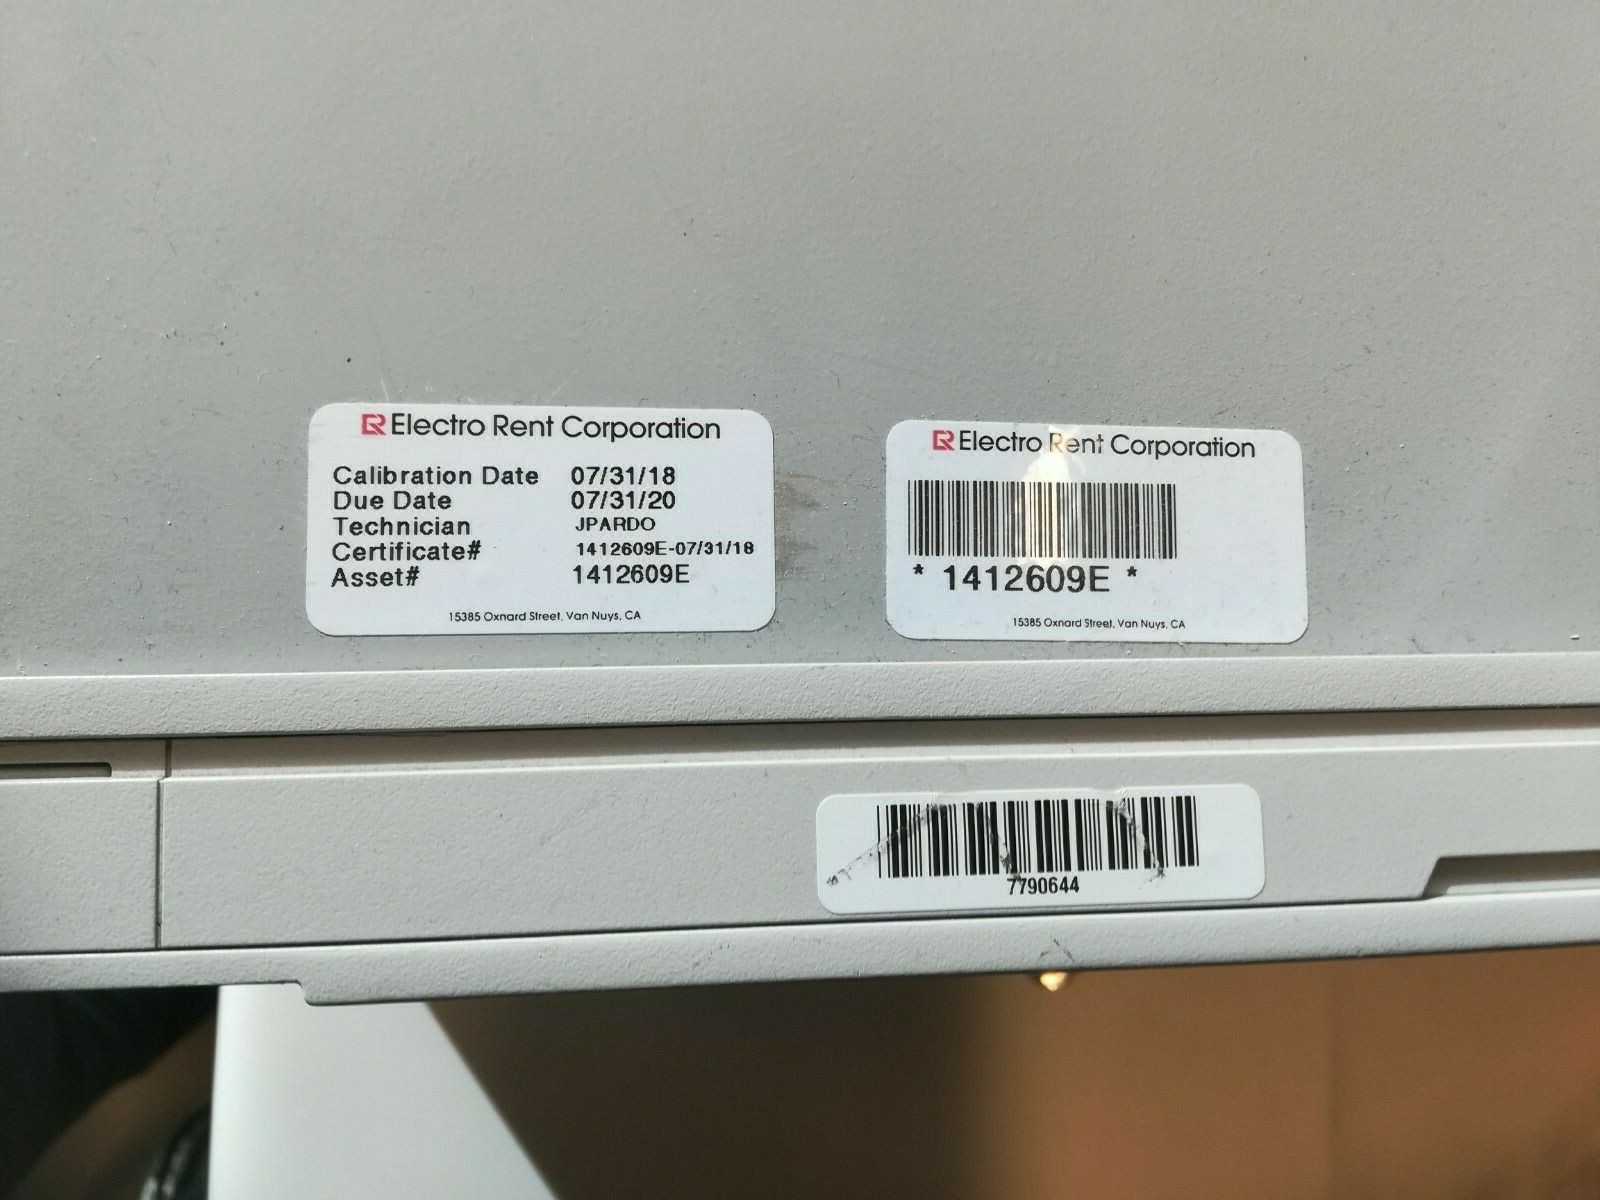 Electro Rent Corporation
Calibration Date 07/31/18
Due Date 07/31/20
Technician JPARDO
Certificate# 1412609E-07/31/18
Asset# 1412609E
15385 Oxnard Street, Van Nuys, CA
Electro Rent Corporation
* 1412609E *
15385 Oxnard Street, Van Nuys, CA
7790644